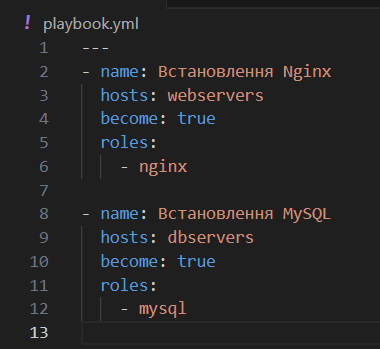 ! playbook.yml
1 ---
2 - name: Встановлення Nginx
3 hosts: webservers
4 become: true
5 roles:
6 - nginx
7
8 - name: Встановлення MySQL
9 hosts: dbservers
10 become: true
11 roles:
12 - mysql
13